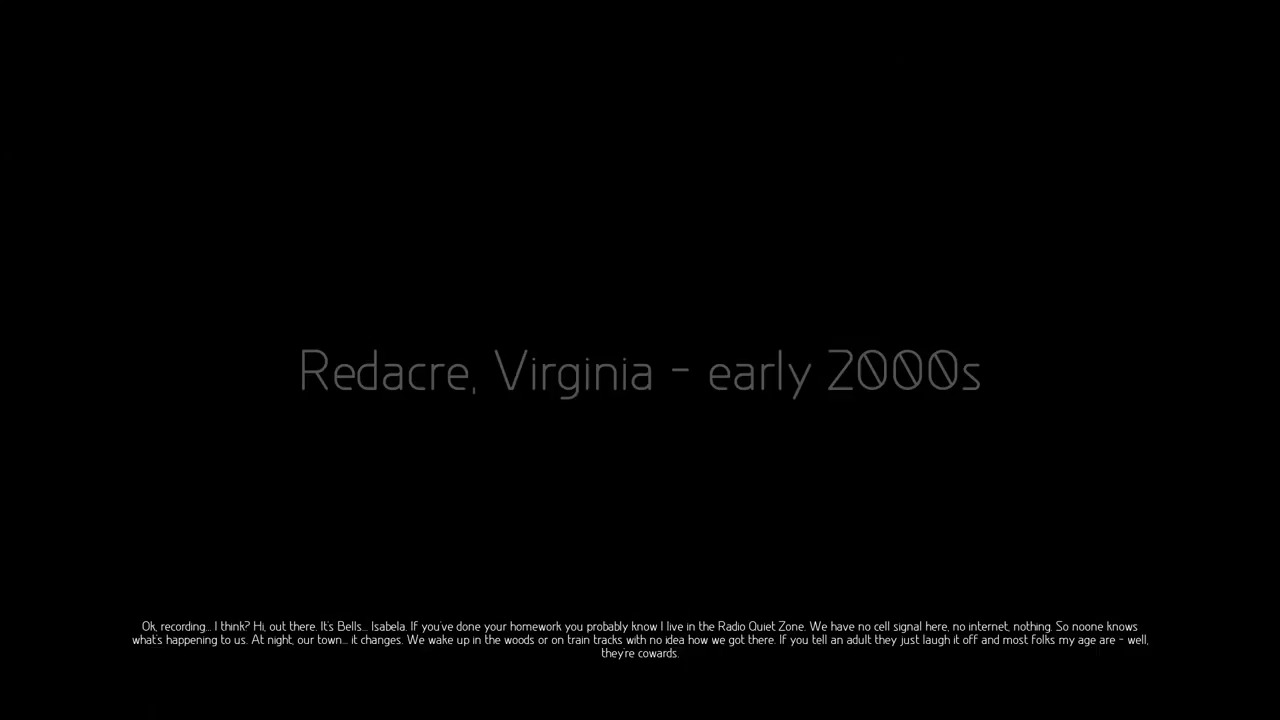 Redacre, Virginia - early 2000s
Ok, recording... I think? Hi, out there. It's Bells... Isabela. If you've done your homework you probably know I live in the Radio Quiet Zone. We have no cell signal here, no internet, nothing. So noone knows
what's happening to us. At night, our town... it changes. We wake up in the woods or on train tracks with no idea how we got there. If you tell an adult they just laugh it off and most folks my age are - well,
they're cowards.